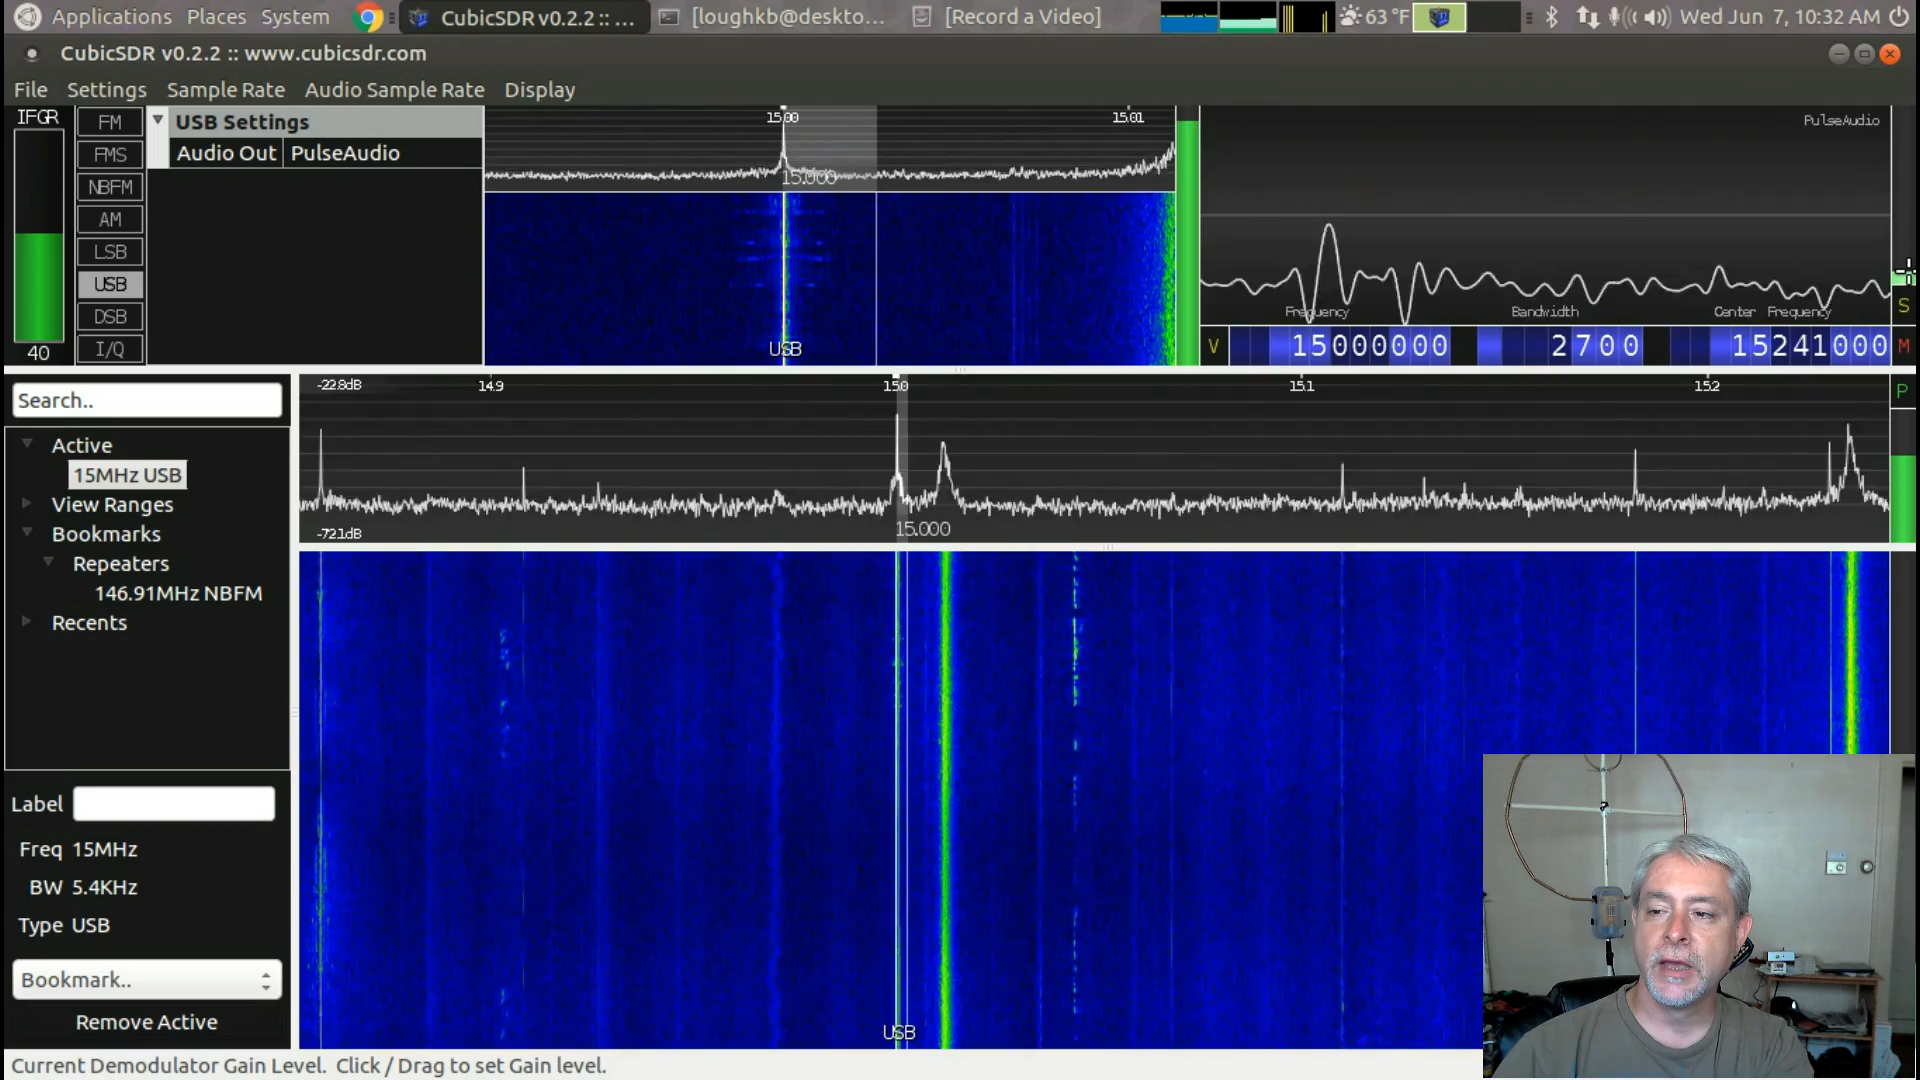 Applications Places System CubicSDR v0.2.2 :: ... [loughkb@deskto... [Record a Video] 63 °F Wed Jun 7, 10:32 AM
CubicSDR v0.2.2 :: www.cubicsdr.com
File Settings Sample Rate Audio Sample Rate Display
IFGR
FM
FMS
NBFM
AM
LSB
USB
DSB
I/Q
40
USB Settings
Audio Out PulseAudio
15.00 15.01
15.000
USB
PulseAudio
Frequency Bandwidth Center Frequency
V 15000000 2700 15241000 M
S
P
Search..
Active
15MHz USB
View Ranges
Bookmarks
Repeaters
146.91MHz NBFM
Recents
Label
Freq 15MHz
BW 5.4KHz
Type USB
Bookmark..
Remove Active
-22.8dB 14.9 15.0 15.1 15.2
15.000
-72.1dB
USB
Current Demodulator Gain Level. Click / Drag to set Gain level.